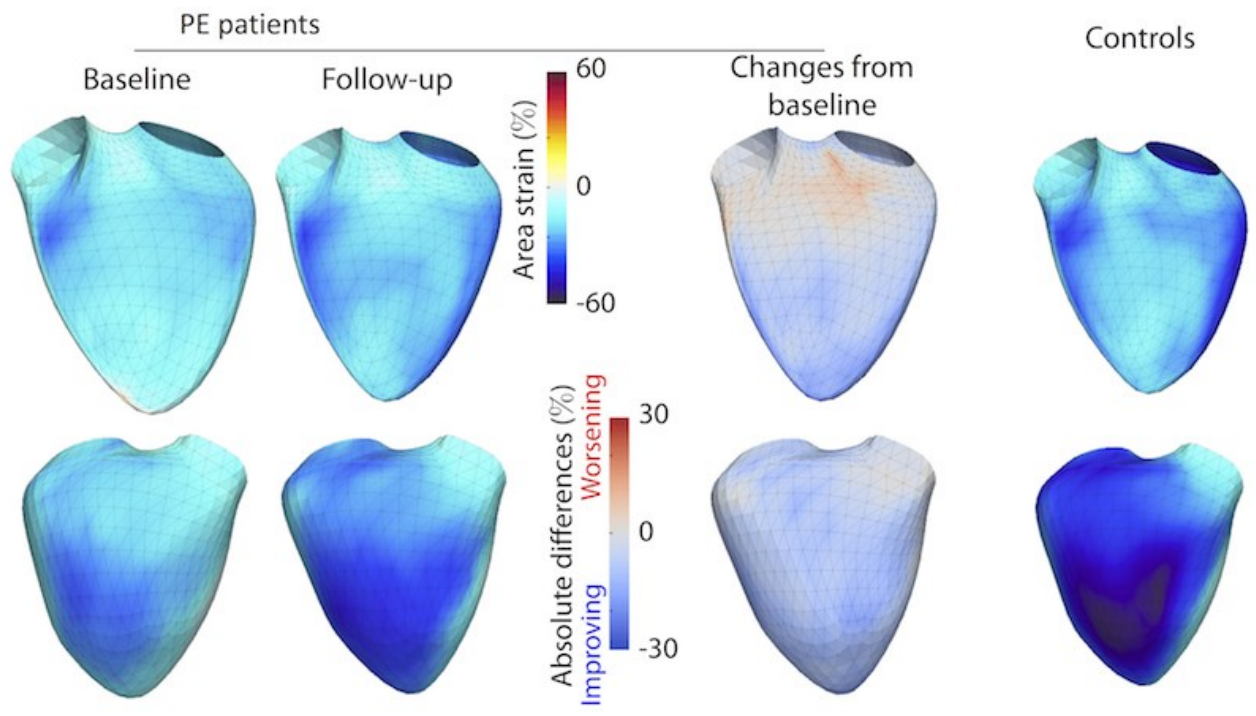 PE patients
Baseline
Follow-up
Changes from
baseline
Controls
Area strain (%)
60
0
-60
Absolute differences (%)
Worsening
Improving
30
0
-30